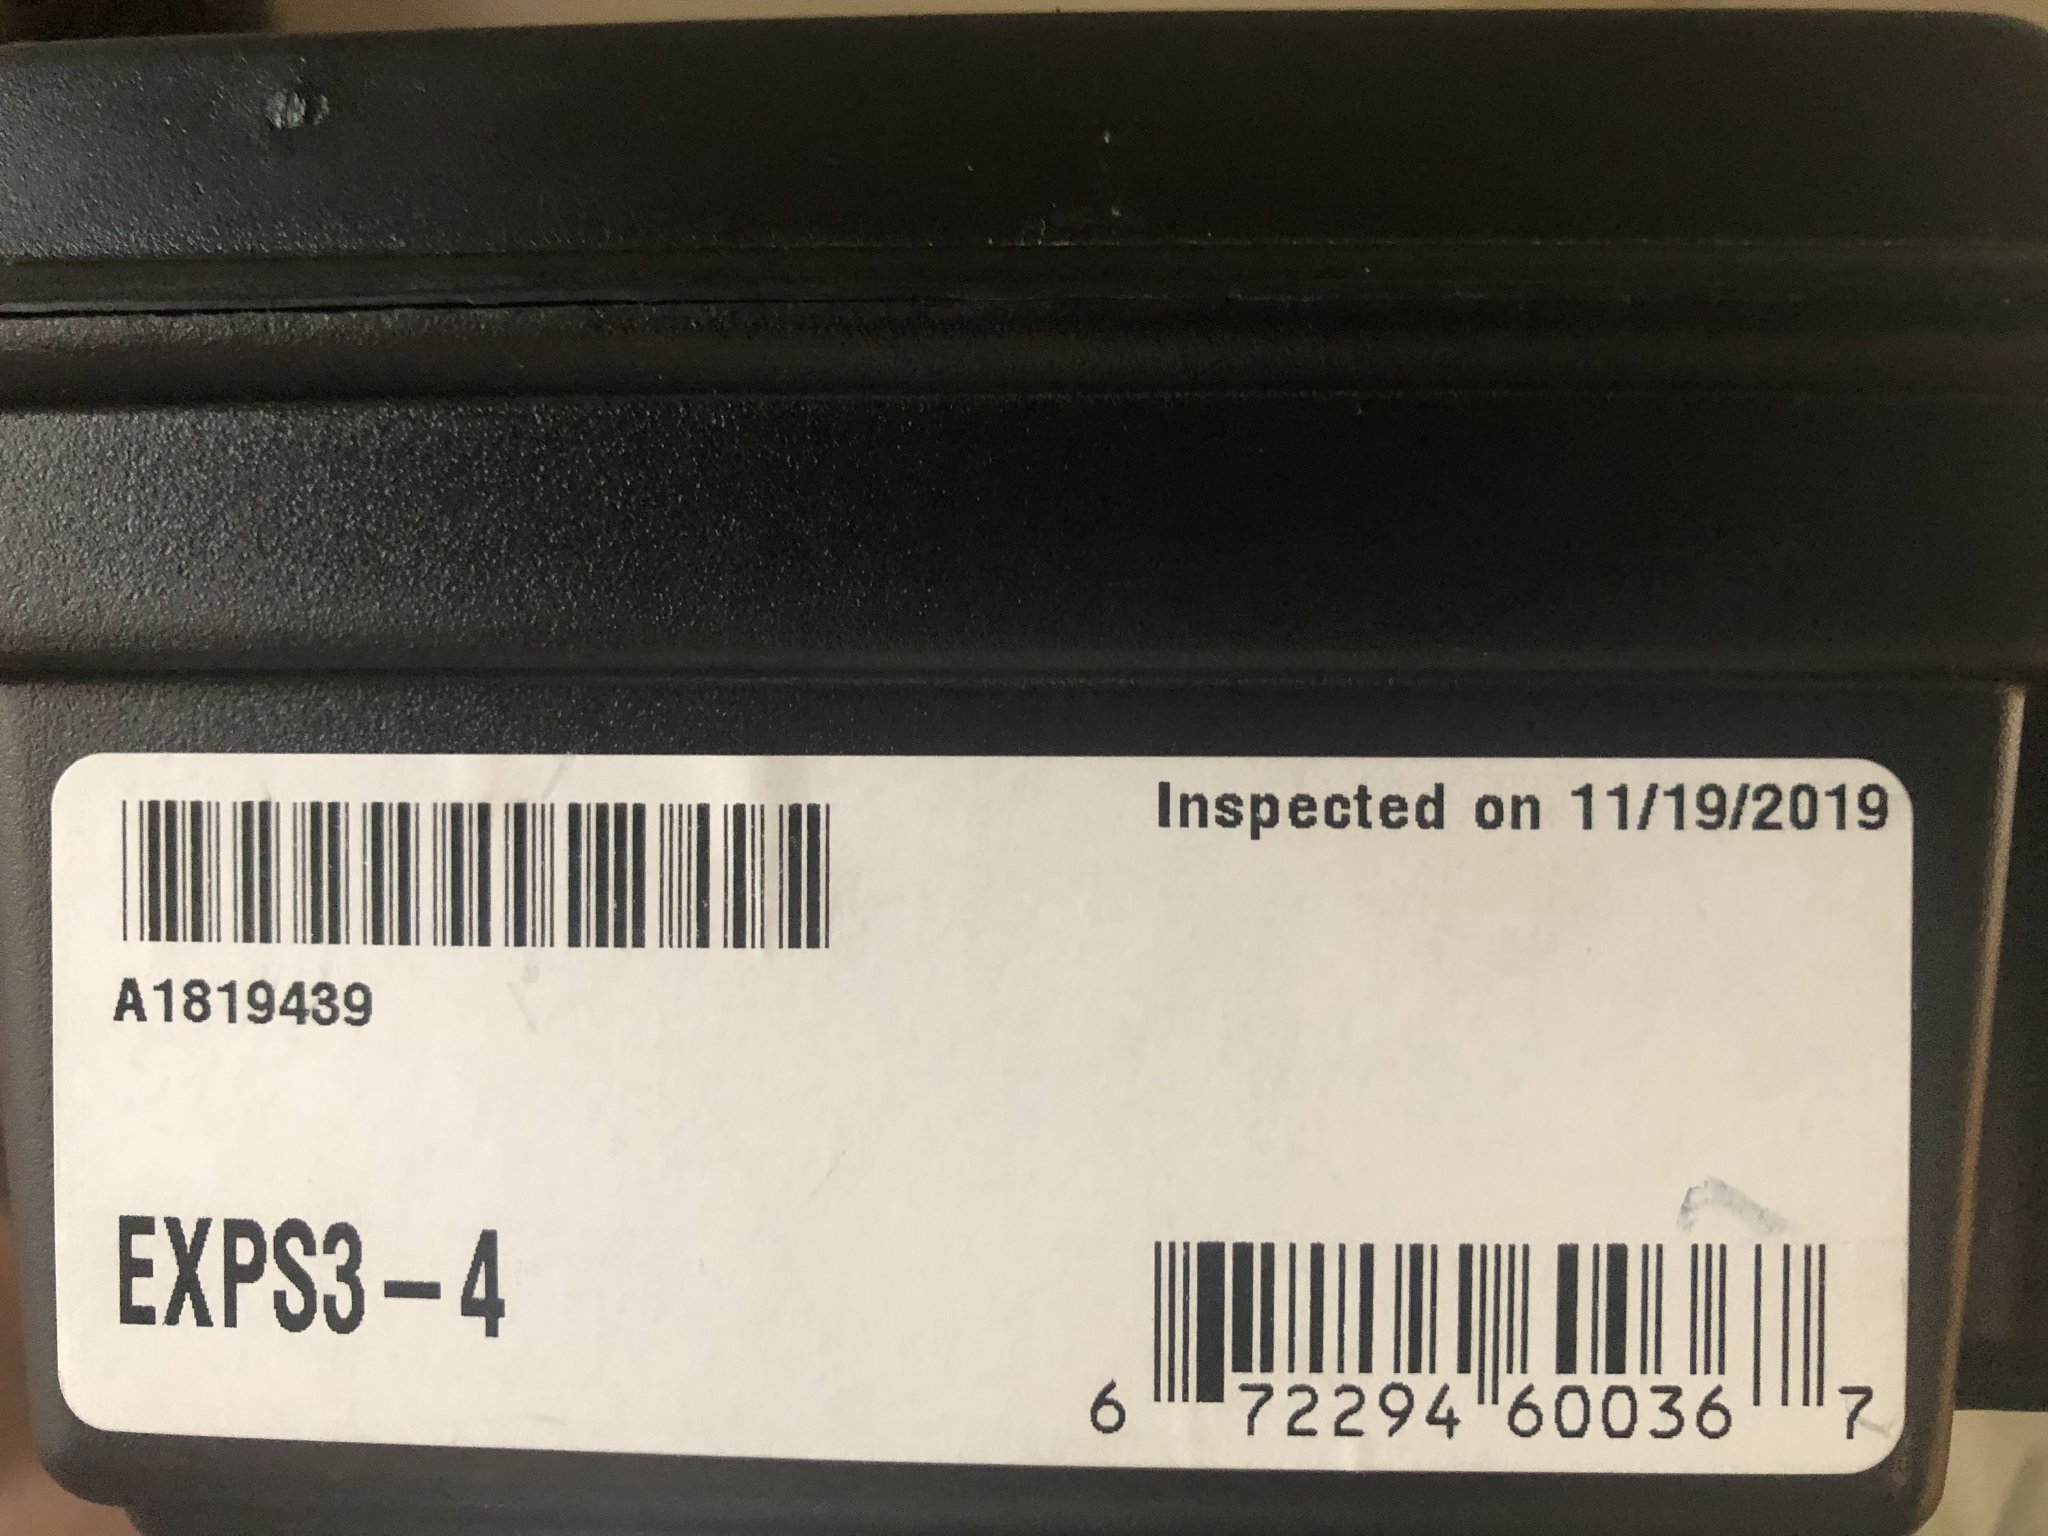 Inspected on 11/19/2019
A1819439
EXPS3-4
6 72294 60036 7